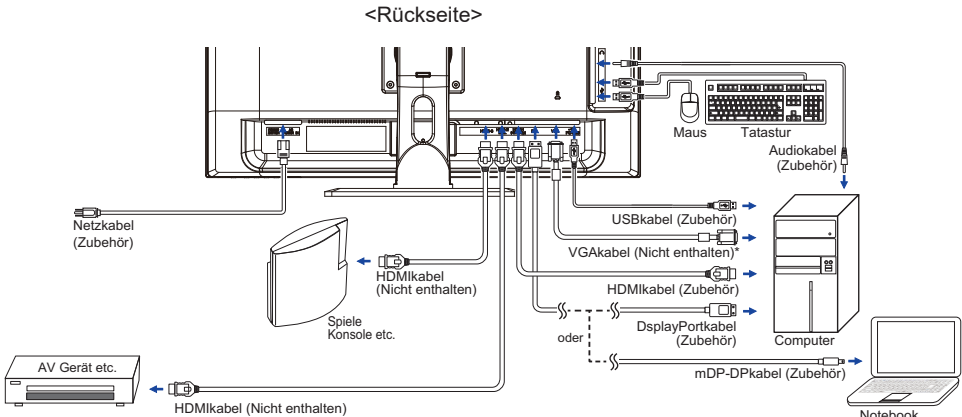 <Rückseite>
Maus
Tatastur
Audiokabel
(Zubehör)
Netzkabel
(Zubehör)
USBkabel (Zubehör)
VGAkabel (Nicht enthalten)*
HDMIkabel
(Nicht enthalten)
HDMIkabel (Zubehör)
Spiele
Konsole etc.
DsplayPortkabel
(Zubehör)
Computer
oder
AV Gerät etc.
mDP-DPkabel (Zubehör)
HDMIkabel (Nicht enthalten)
Notebook